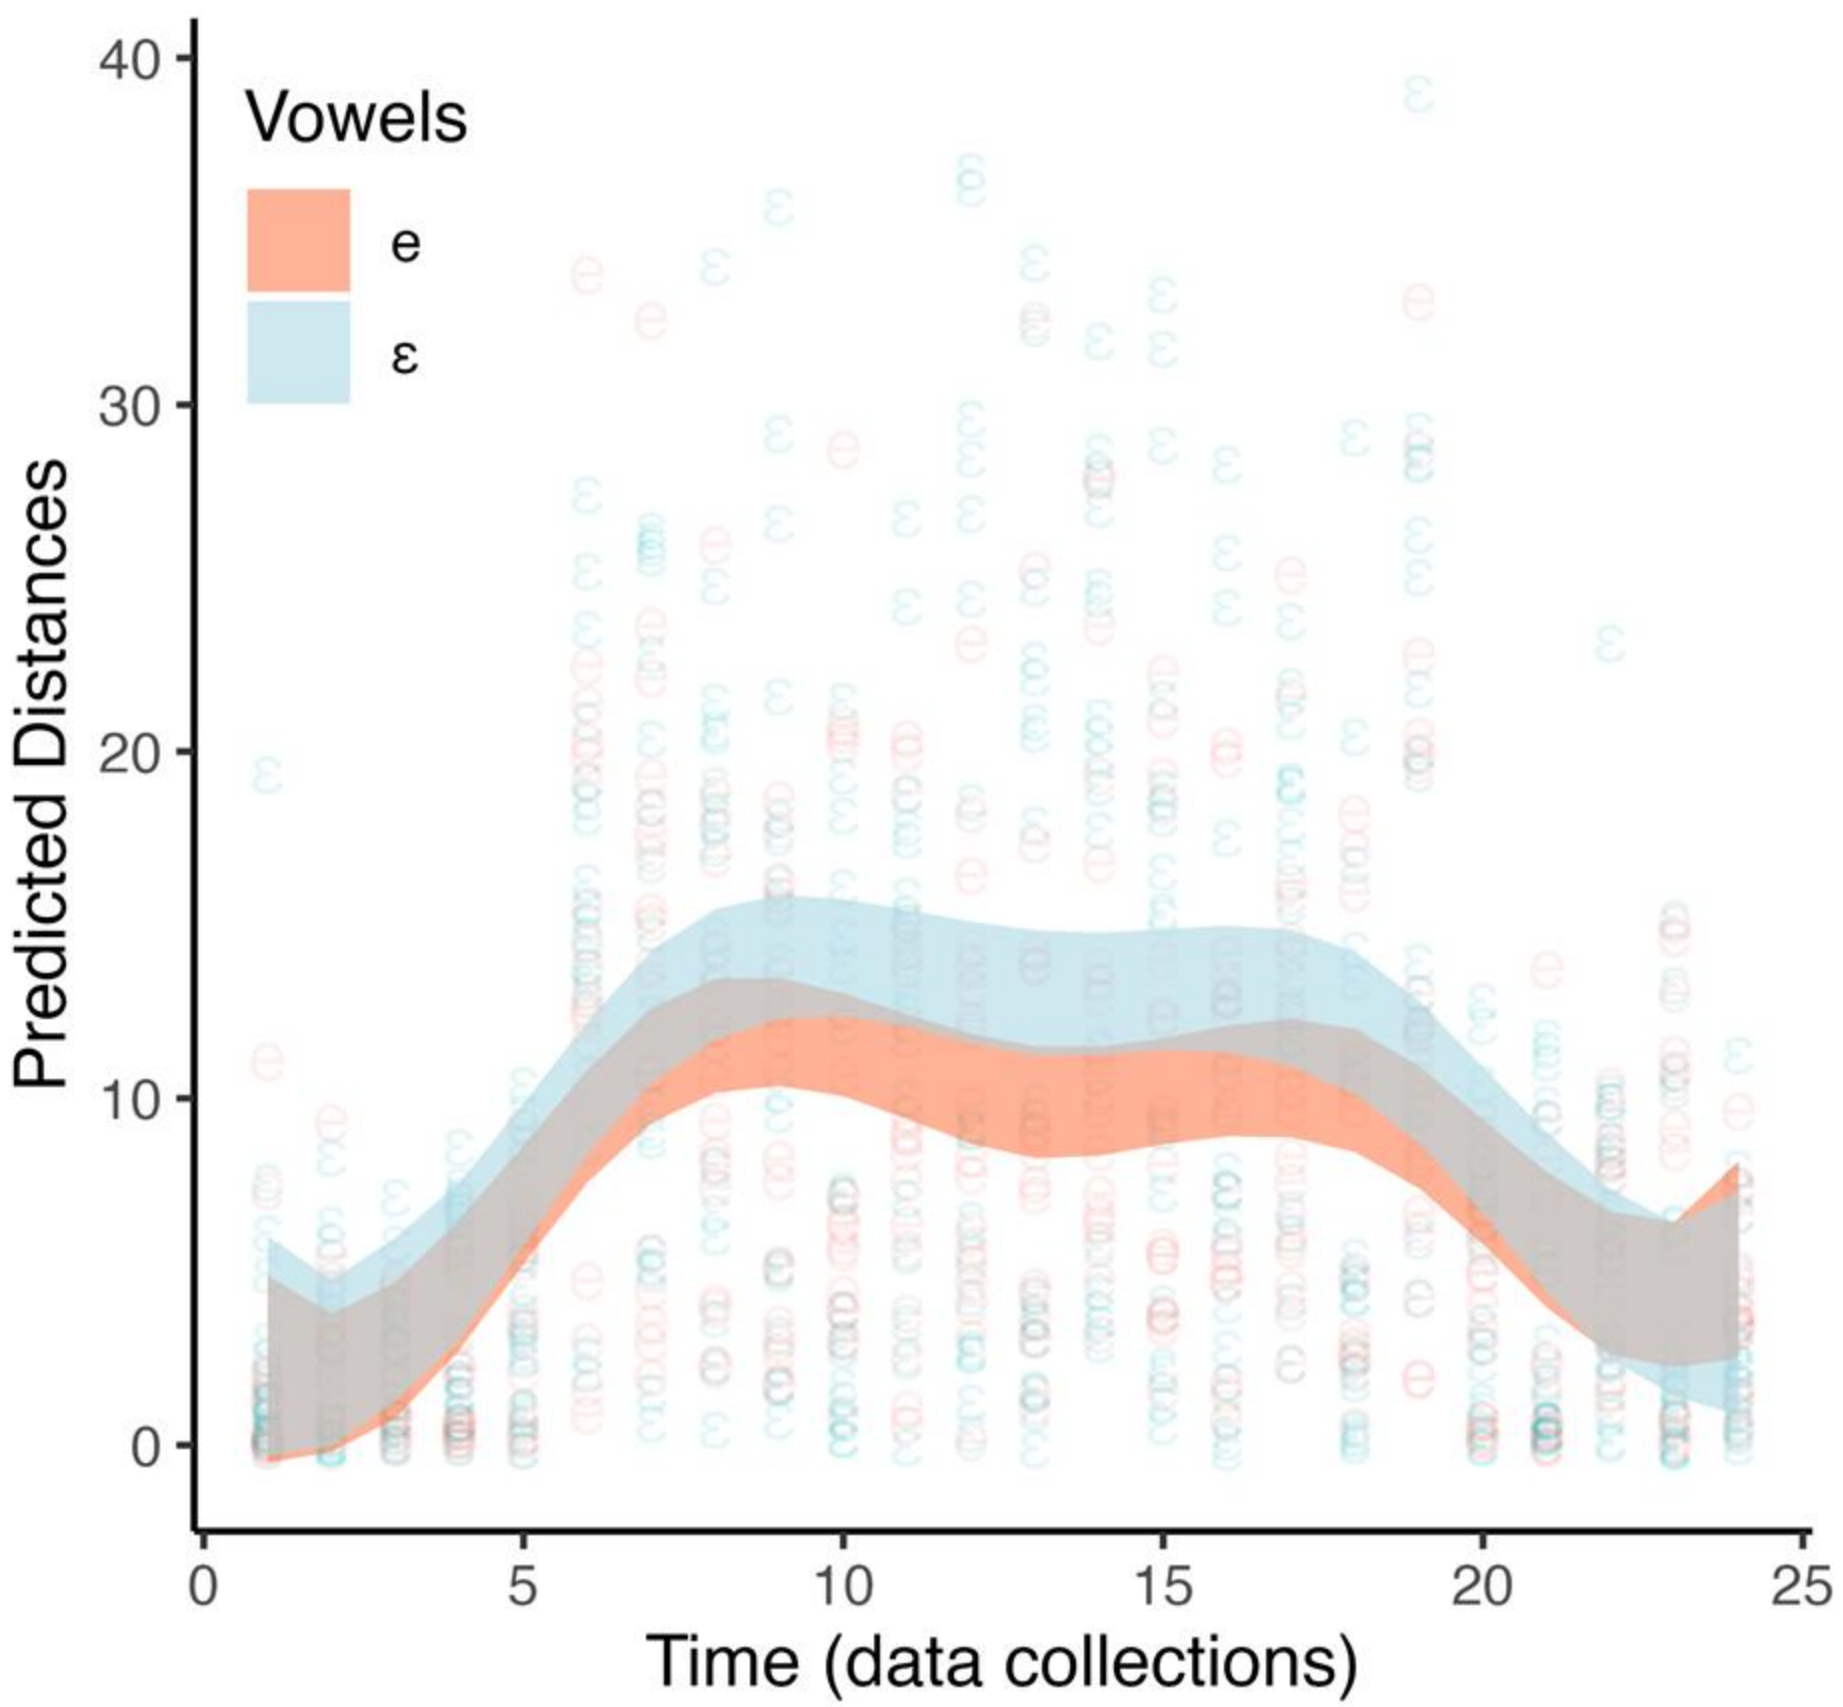 Vowels
e
ε
Predicted Distances
40
30
20
10
0
0 5 10 15 20 25
Time (data collections)